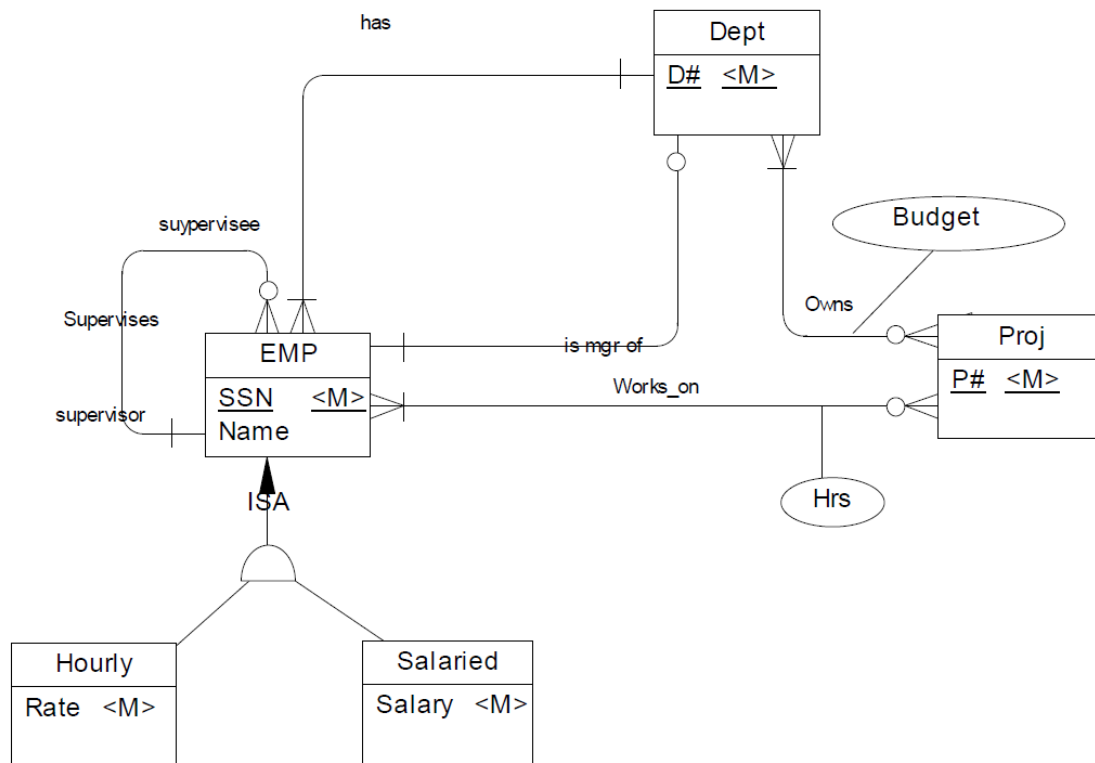 has
Dept
D# <M>
suypervisee
Budget
Supervises
Owns
EMP
is mgr of
Proj
SSN <M>
Works_on
P# <M>
supervisor
Name
ISA
Hrs
Hourly
Salaried
Rate <M>
Salary <M>